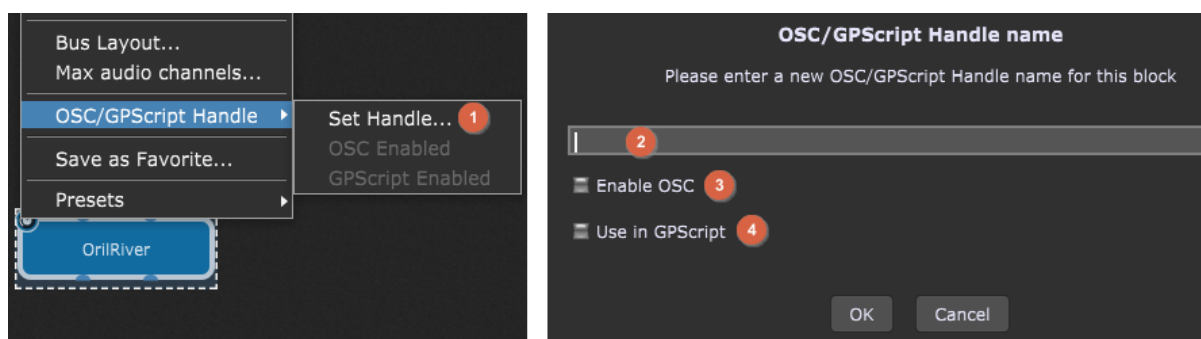 Bus Layout...
Max audio channels...
OSC/GPScript Handle
Save as Favorite...
Presets
Set Handle... 1
OSC Enabled
GPScript Enabled
OrilRiver
OSC/GPScript Handle name
Please enter a new OSC/GPScript Handle name for this block
2
Enable OSC 3
Use in GPScript 4
OK Cancel